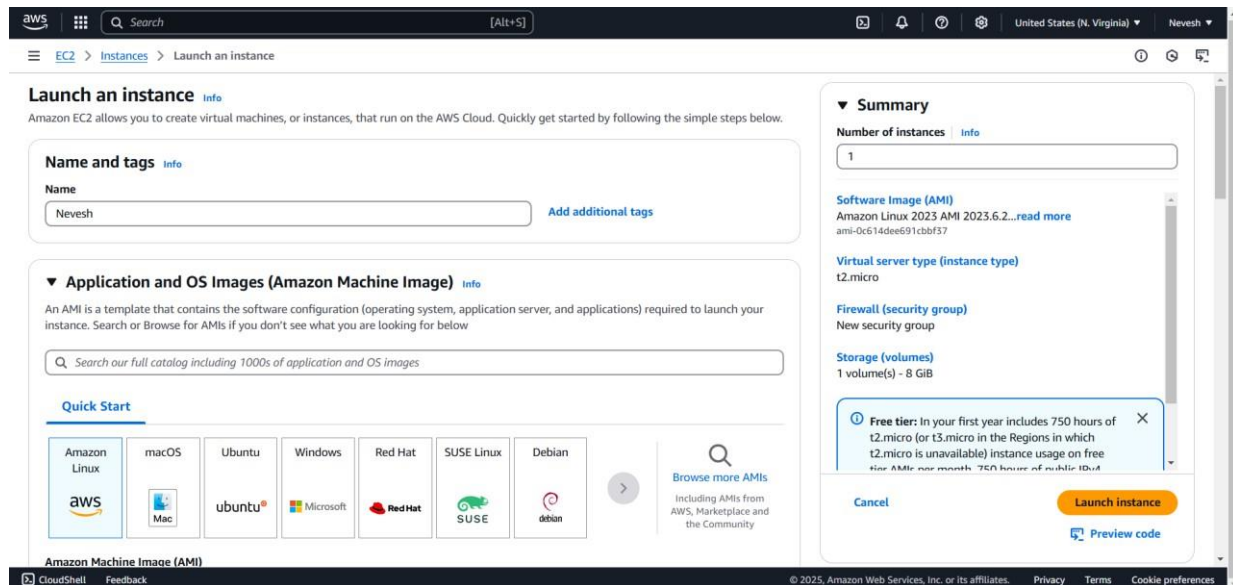 aws
Search [Alt+S]
United States (N. Virginia) ▼
Nevesh ▼
EC2 > Instances > Launch an instance
Launch an instance Info
Amazon EC2 allows you to create virtual machines, or instances, that run on the AWS Cloud. Quickly get started by following the simple steps below.
Name and tags Info
Name
Nevesh
Add additional tags
▼ Application and OS Images (Amazon Machine Image) Info
An AMI is a template that contains the software configuration (operating system, application server, and applications) required to launch your
instance. Search or Browse for AMIs if you don't see what you are looking for
below
Search our full catalog including 1000s of application and OS images
Quick Start
Amazon
Linux
aws
macOS
Mac
Ubuntu
ubuntu®
Windows
Microsoft
Red Hat
Red Hat
SUSE Linux
SUSE
Debian
debian
Browse more AMIs
Including AMIs from
AWS, Marketplace and
the Community
Amazon Machine Image (AMI)
▼ Summary
Number of instances Info
1
Software Image (AMI)
Amazon Linux 2023 AMI 2023.6.2...read more
ami-0c614dee691cbbf37
Virtual server type (instance type)
t2.micro
Firewall (security group)
New security group
Storage (volumes)
1 volume(s) - 8 GiB
Free tier: In your first year includes 750 hours of
t2.micro (or t3.micro in the Regions in which
t2.micro is unavailable) instance usage on free
tier AMIs per month, 750 hours of public IPv4
Cancel
Launch instance
Preview code
CloudShell Feedback
© 2025, Amazon Web Services, Inc. or its affiliates. Privacy Terms Cookie preferences